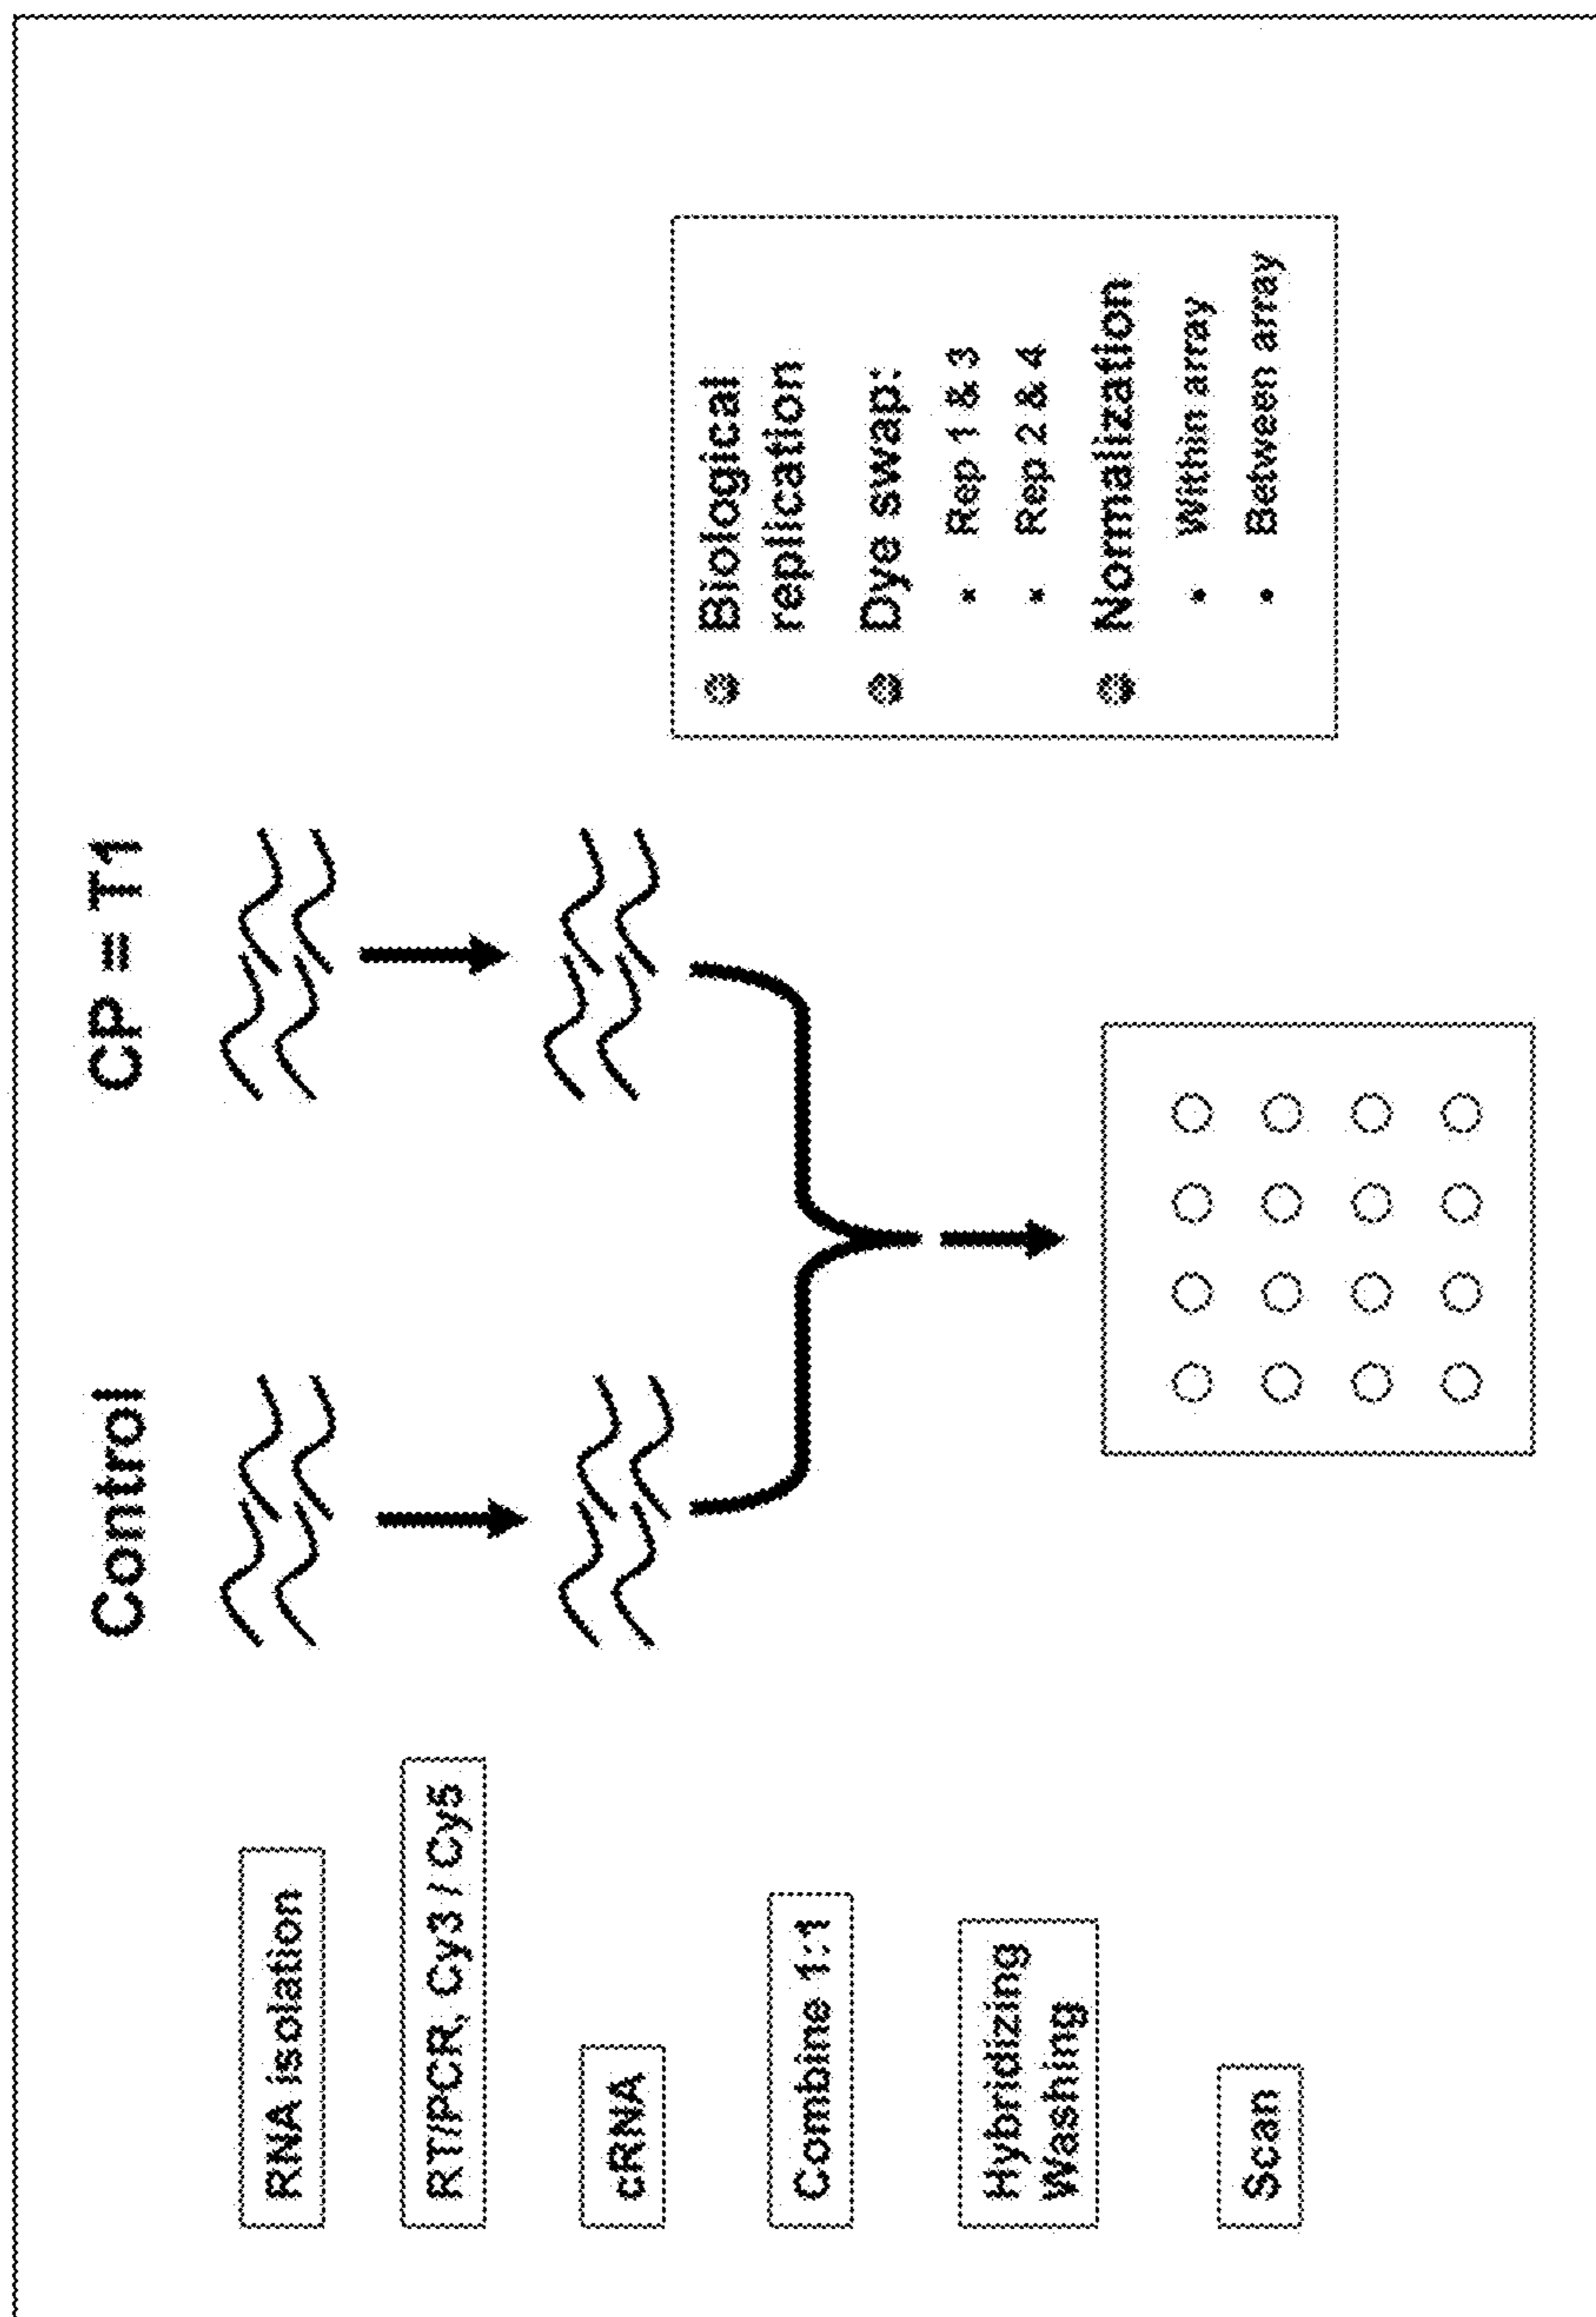 Control
CP = T1
RNA isolation
RT/PCR, Cy3 / Cy5
cRNA
Combine 1:1
Hybridizing
Washing
Scan
Biological
replication
Dye swap:
Rep 1 & 3
Rep 2 & 4
Normalization
Within array
Between array